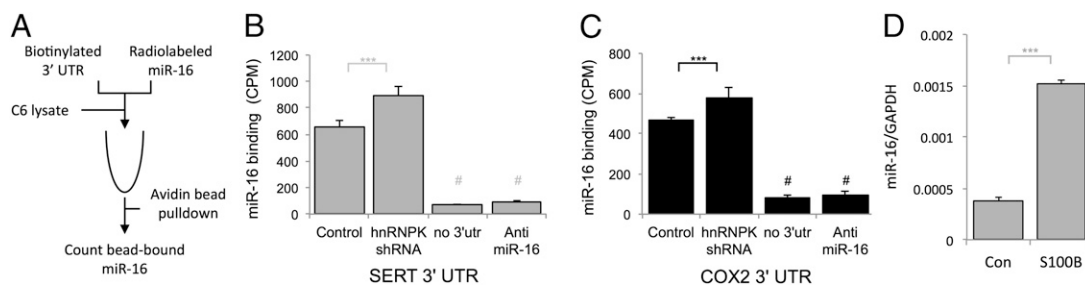 A
Biotinylated
3' UTR
Radiolabeled
miR-16
C6 lysate
Avidin bead
pulldown
Count bead-bound
miR-16
B
miR-16 binding (CPM)
1200
1000
800
600
400
200
0
***
#
#
Control
hnRNPK
shRNA
no 3'utr
Anti
miR-16
SERT 3' UTR
C
miR-16 binding (CPM)
800
600
400
200
0
***
#
#
Control
hnRNPK
shRNA
no 3'utr
Anti
miR-16
COX2 3' UTR
D
miR-16/GAPDH
0.002
0.0015
0.001
0.0005
0
***
Con
S100B